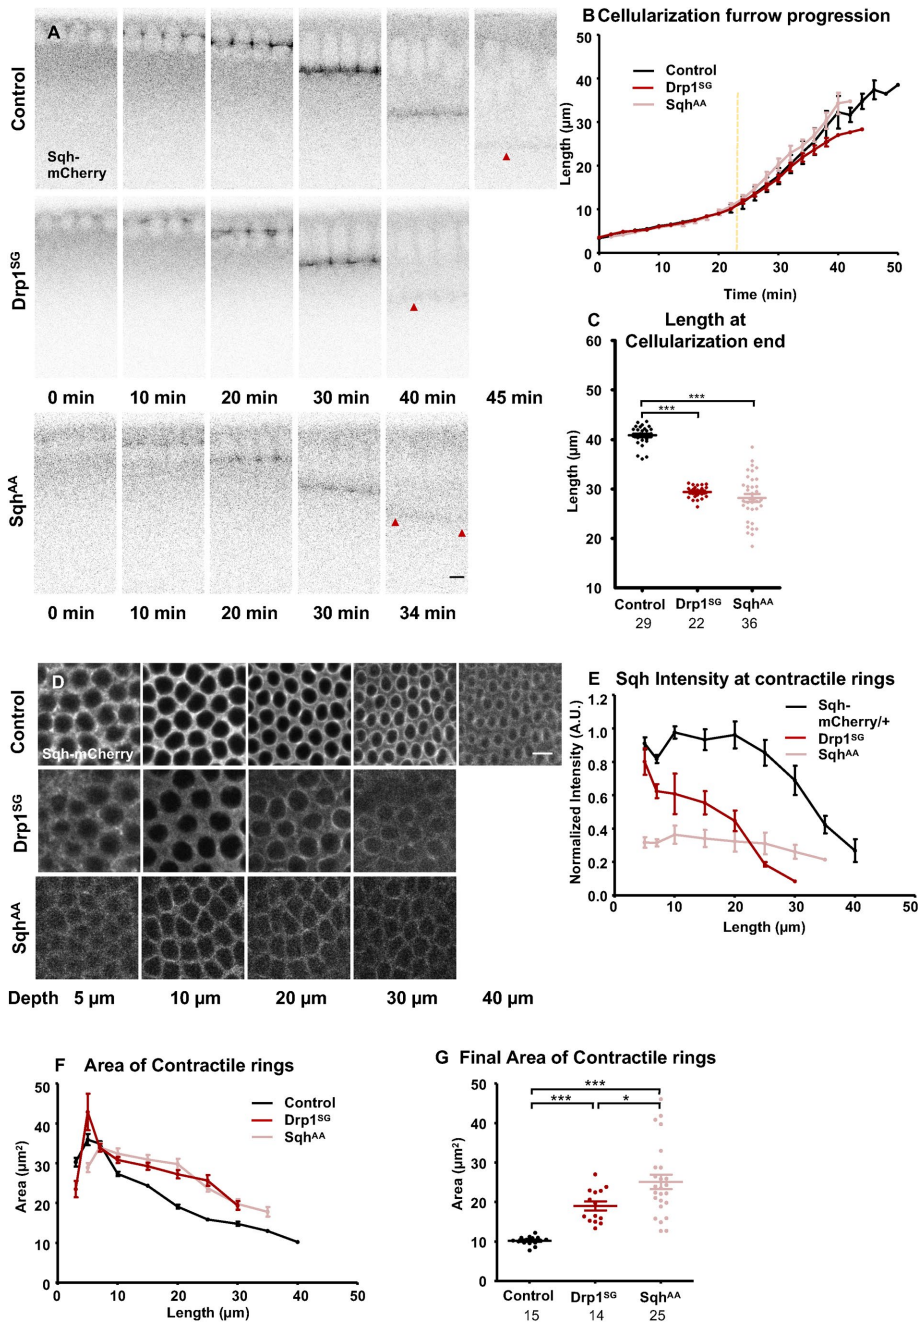 A
Control
Sqh-
mCherry
Drp1SG
0 min 10 min 20 min 30 min 40 min 45 min
SqhAA
0 min 10 min 20 min 30 min 34 min
B Cellularization furrow progression
Length (µm)
50
40
30
20
10
0
Control
Drp1SG
SqhAA
0 10 20 30 40 50
Time (min)
C Length at
Cellularization end
Length (µm)
60
50
40
30
20
10
***
***
Control Drp1SG SqhAA
29 22 36
D
Control
Sqh-mCherry
Drp1SG
SqhAA
Depth 5 µm 10 µm 20 µm 30 µm 40 µm
E Sqh Intensity at contractile rings
Normalized Intensity (A.U.)
1.2
1.0
0.8
0.6
0.4
0.2
0.0
Sqh-
mCherry/+
Drp1SG
SqhAA
0 10 20 30 40 50
Length (µm)
F Area of Contractile rings
Area (µm2)
50
40
30
20
10
0
Control
Drp1SG
SqhAA
0 10 20 30 40 50
Length (µm)
G Final Area of Contractile rings
Area (µm2)
50
40
30
20
10
0
***
***
*
Control Drp1SG SqhAA
15 14 25